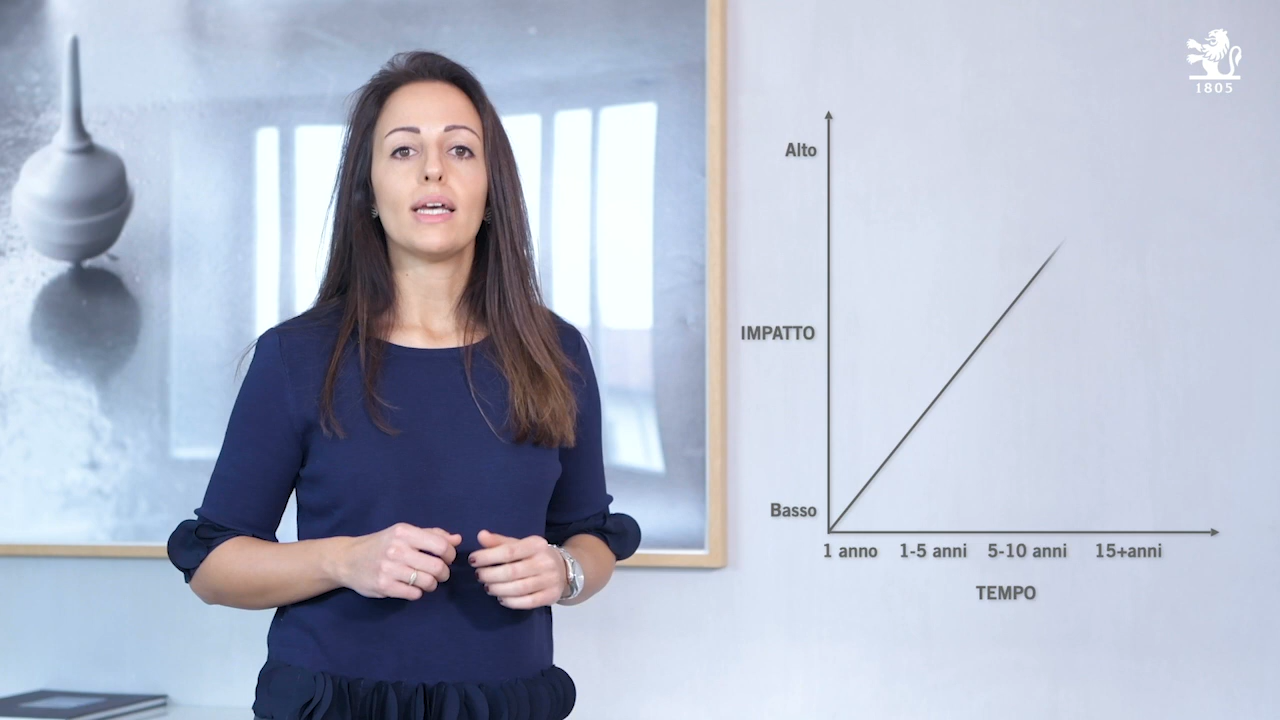 1805
Alto
IMPATTO
Basso
1 anno 1-5 anni 5-10 anni 15+anni
TEMPO